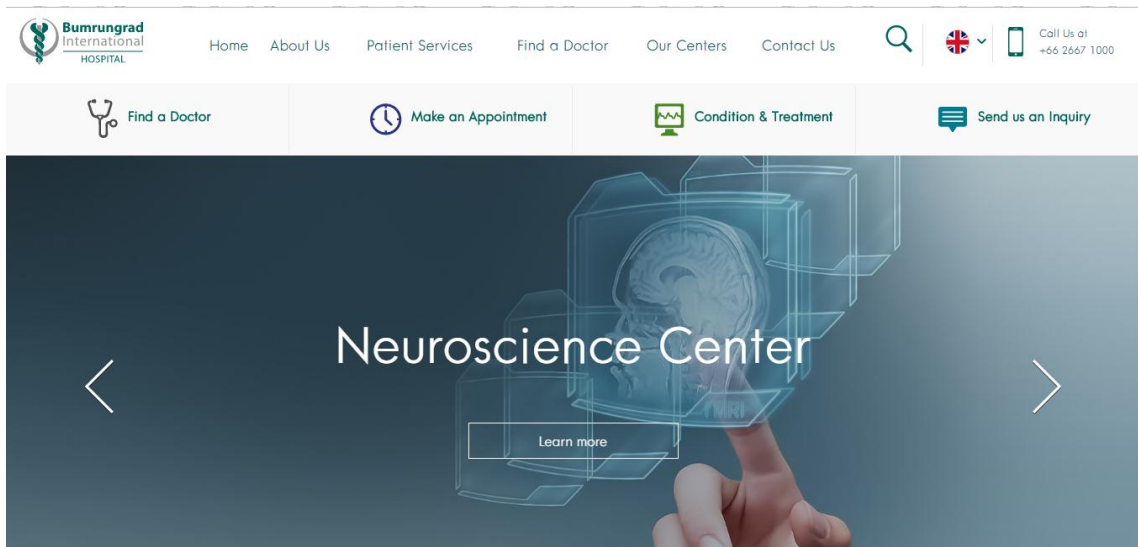 Bumrungrad
International
HOSPITAL
Home About Us Patient Services Find a Doctor Our Centers Contact Us
Call Us at
+66 2667 1000
Find a Doctor Make an Appointment Condition & Treatment Send us an Inquiry
Neuroscience Center
MRI
Learn more